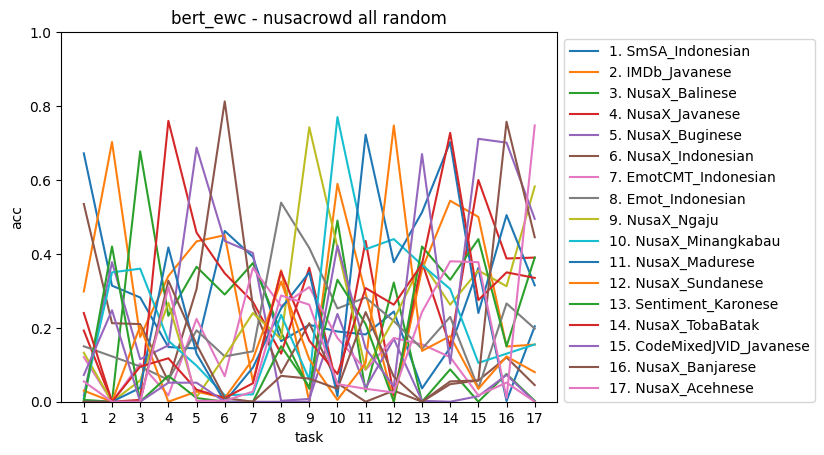 bert_ewc - nusacrowd all random
1.0
0.8
0.6
0.4
0.2
0.0
acc
1 2 3 4 5 6 7 8 9 10 11 12 13 14 15 16 17
task
1. SmSA_Indonesian
2. IMDb_Javanese
3. NusaX_Balinese
4. NusaX_Javanese
5. NusaX_Buginese
6. NusaX_Indonesian
7. EmotCMT_Indonesian
8. Emot_Indonesian
9. NusaX_Ngaju
10. NusaX_Minangkabau
11. NusaX_Madurese
12. NusaX_Sundanese
13. Sentiment_Karonese
14. NusaX_TobaBatak
15. CodeMixedJVID_Javanese
16. NusaX_Banjarese
17. NusaX_Acehnese